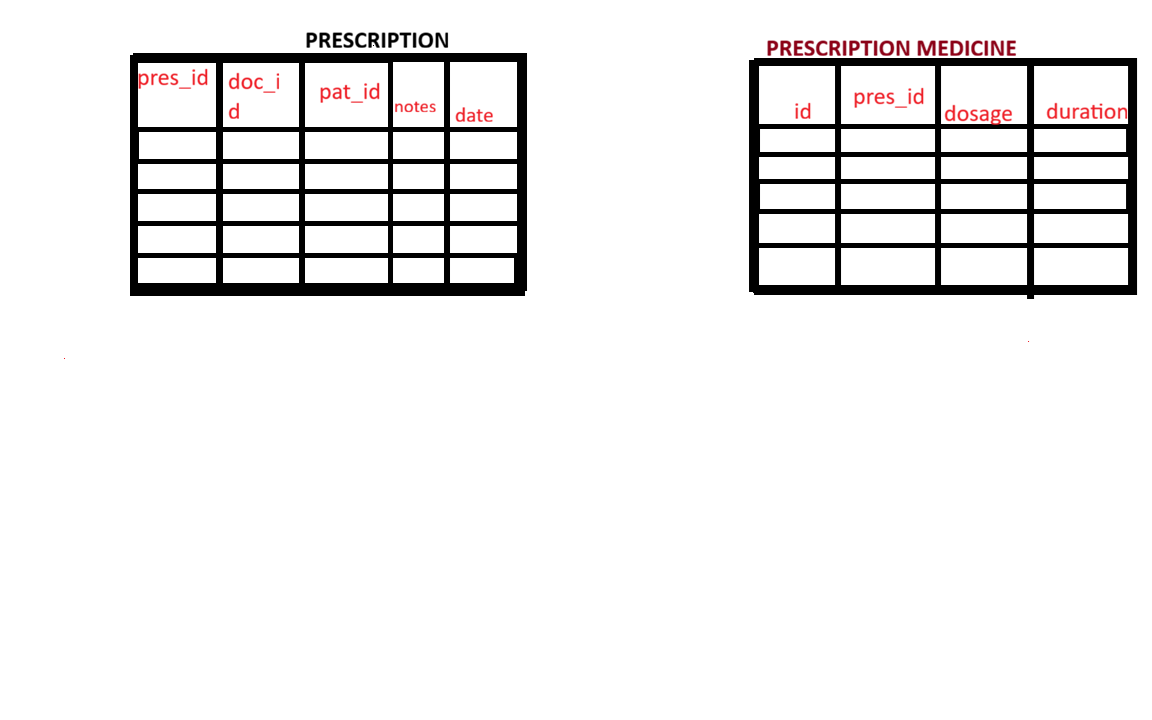 PRESCRIPTION
pres_id
doc_i
d
pat_id
notes
date
PRESCRIPTION MEDICINE
id
pres_id
dosage
duration